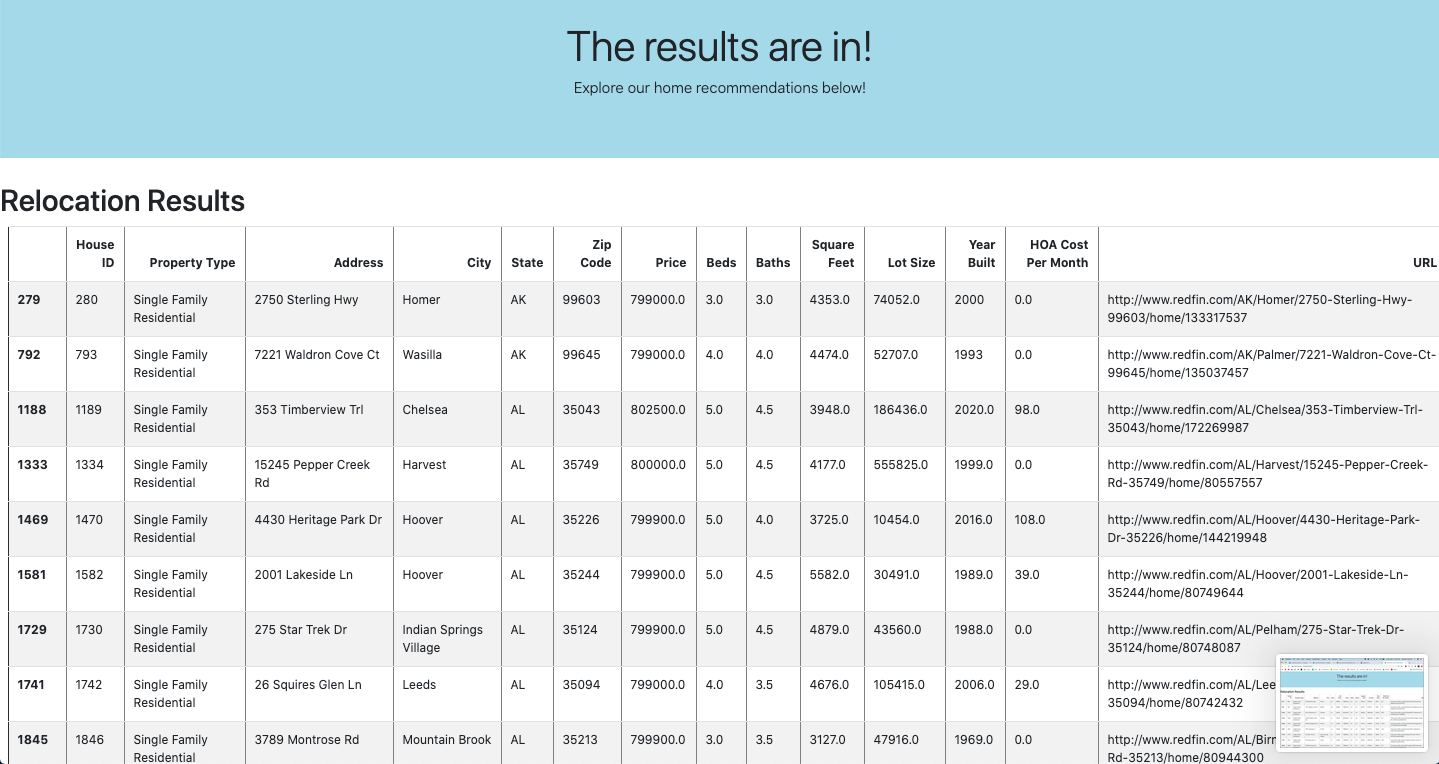 The results are in!
Explore our home recommendations below!
Relocation Results
House ID Property Type Address City State Zip Code Price Beds Baths Square Feet Lot Size Year Built HOA Cost Per Month URL
279 280 Single Family Residential 2750 Sterling Hwy Homer AK 99603 799000.0 3.0 3.0 4353.0 74052.0 2000 0.0 http://www.redfin.com/AK/Homer/2750-Sterling-Hwy-99603/home/133317537
792 793 Single Family Residential 7221 Waldron Cove Ct Wasilla AK 99645 799000.0 4.0 4.0 4474.0 52707.0 1993 0.0 http://www.redfin.com/AK/Palmer/7221-Waldron-Cove-Ct-99645/home/135037457
1188 1189 Single Family Residential 353 Timberview Trl Chelsea AL 35043 802500.0 5.0 4.5 3948.0 186436.0 2020.0 98.0 http://www.redfin.com/AL/Chelsea/353-Timberview-Trl-35043/home/172269987
1333 1334 Single Family Residential 15245 Pepper Creek Rd Harvest AL 35749 800000.0 5.0 4.5 4177.0 555825.0 1999.0 0.0 http://www.redfin.com/AL/Harvest/15245-Pepper-Creek-Rd-35749/home/80557557
1469 1470 Single Family Residential 4430 Heritage Park Dr Hoover AL 35226 799900.0 5.0 4.0 3725.0 10454.0 2016.0 108.0 http://www.redfin.com/AL/Hoover/4430-Heritage-Park-Dr-35226/home/144219948
1581 1582 Single Family Residential 2001 Lakeside Ln Hoover AL 35244 799900.0 5.0 4.5 5582.0 30491.0 1989.0 39.0 http://www.redfin.com/AL/Hoover/2001-Lakeside-Ln-35244/home/80749644
1729 1730 Single Family Residential 275 Star Trek Dr Indian Springs Village AL 35124 799900.0 5.0 4.5 4879.0 43560.0 1988.0 0.0 http://www.redfin.com/AL/Pelham/275-Star-Trek-Dr-35124/home/80748087
1741 1742 Single Family Residential 26 Squires Glen Ln Leeds AL 35094 799000.0 4.0 3.5 4676.0 105415.0 2006.0 29.0 http://www.redfin.com/AL/Lee 35094/home/80742432
1845 1846 Single Family Residential 3789 Montrose Rd Mountain Brook AL 35213 799900.0 3.0 3.5 3127.0 47916.0 1969.0 0.0 http://www.redfin.com/AL/Birm Rd-35213/home/80944300